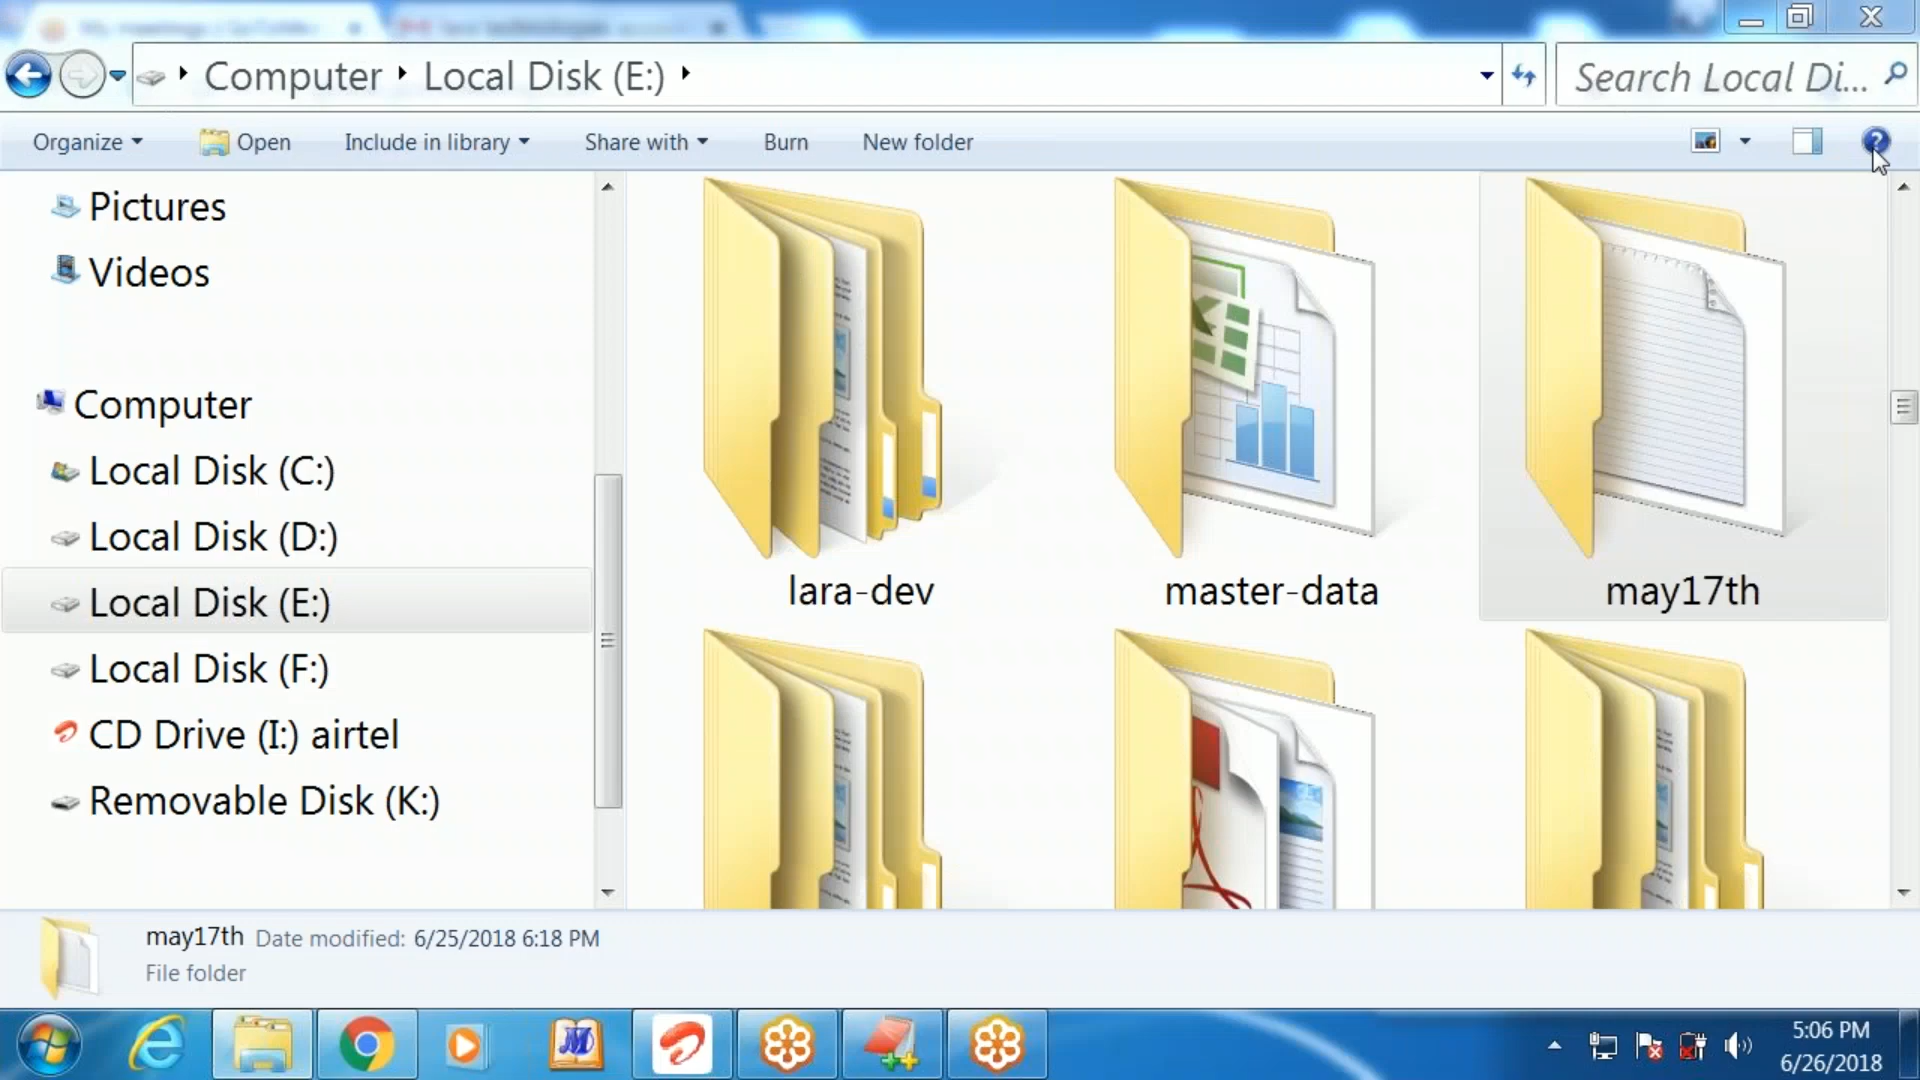 Computer Local Disk (E:)
Search Local Di...
Organize Open Include in library Share with Burn New folder
Pictures
Videos
Computer
Local Disk (C:)
Local Disk (D:)
Local Disk (E:)
Local Disk (F:)
CD Drive (I:) airtel
Removable Disk (K:)
lara-dev
master-data
may17th
may17th Date modified: 6/25/2018 6:18 PM
File folder
5:06 PM
6/26/2018